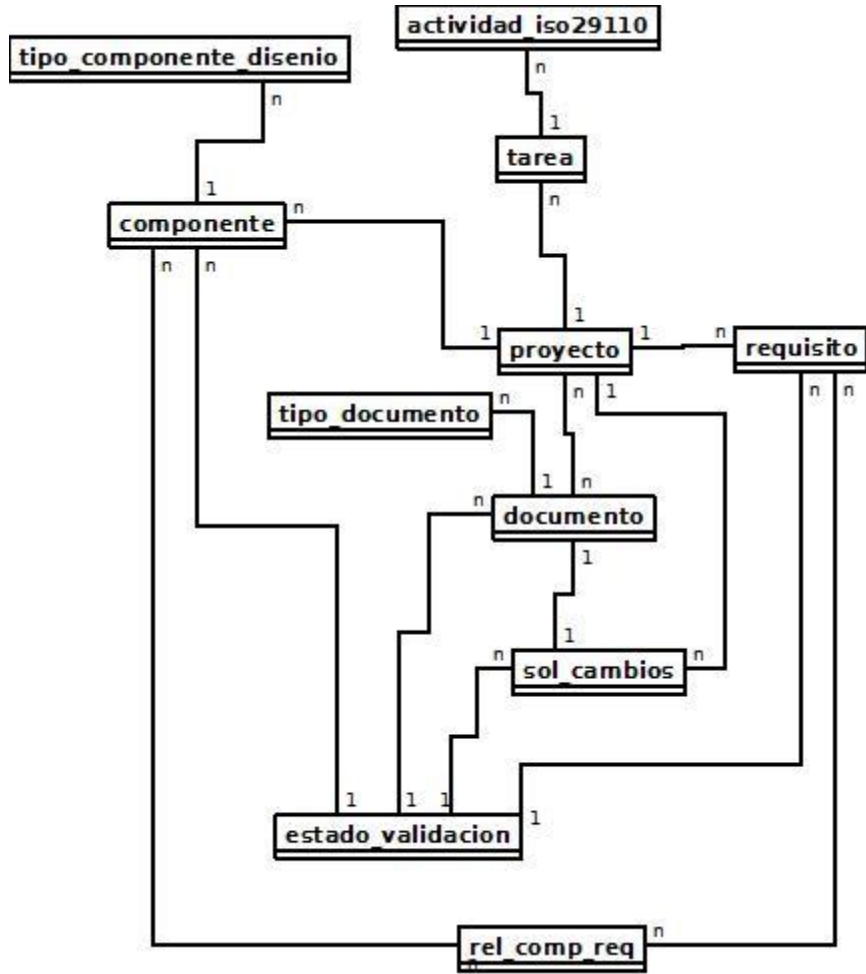 actividad_iso29110
tipo_componente_disenio
n
n
1
tarea
1
n
componente
n
n
n
1
1
1
n
proyecto
requisito
n
1
n
n
tipo_documento
n
1
n
n
documento
1
1
n
n
sol_cambios
1
1
1
1
estado_validacion
n
rel_comp_req
n